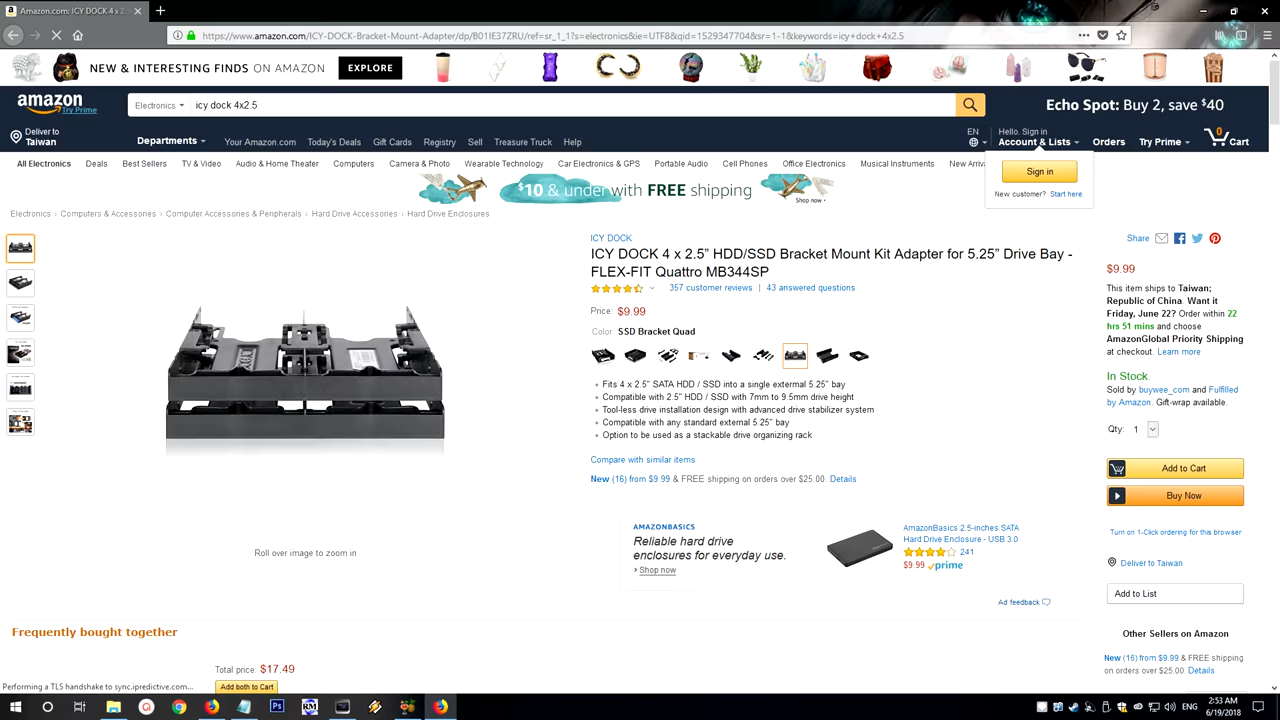 Amazon.com: ICY DOCK 4 x 2.
https://www.amazon.com/ICY-DOCK-Bracket-Mount-Adapter/dp/B01IE37ZRU/ref=sr_1_1?s=electronics&ie=UTF8&qid=1529347704&sr=1-1&keywords=icy+dock+4x2.5
NEW & INTERESTING FINDS ON AMAZON EXPLORE
amazon Try Prime
Electronics icy dock 4x2.5
Echo Spot: Buy 2, save $40
Deliver to
Taiwan
Departments Your Amazon.com Today's Deals Gift Cards Registry Sell Treasure Truck Help
EN
Hello. Sign in
Account & Lists Orders Try Prime 0 Cart
All Electronics Deals Best Sellers TV & Video Audio & Home Theater Computers Camera & Photo Wearable Technology Car Electronics & GPS Portable Audio Cell Phones Office Electronics Musical Instruments New Arriv
Sign in
New customer? Start here.
$10 & under with FREE shipping Shop now ›
Electronics › Computers & Accessories › Computer Accessories & Peripherals › Hard Drive Accessories › Hard Drive Enclosures
ICY DOCK
ICY DOCK 4 x 2.5” HDD/SSD Bracket Mount Kit Adapter for 5.25” Drive Bay -
FLEX-FIT Quattro MB344SP
357 customer reviews | 43 answered questions
Price: $9.99
Color: SSD Bracket Quad
Fits 4 x 2.5” SATA HDD / SSD into a single external 5.25” bay
Compatible with 2.5” HDD / SSD with 7mm to 9.5mm drive height
Tool-less drive installation design with advanced drive stabilizer system
Compatible with any standard external 5.25” bay
Option to be used as a stackable drive organizing rack
Compare with similar items
New (16) from $9.99 & FREE shipping on orders over $25.00. Details
Roll over image to zoom in
AMAZONBASICS
Reliable hard drive
enclosures for everyday use.
› Shop now
AmazonBasics 2.5-inches SATA
Hard Drive Enclosure - USB 3.0
241
$9.99 prime
Ad feedback
Share
$9.99
This item ships to Taiwan;
Republic of China. Want it
Friday, June 22? Order within 22
hrs 51 mins and choose
AmazonGlobal Priority Shipping
at checkout. Learn more
In Stock.
Sold by buywee_com and Fulfilled
by Amazon. Gift-wrap available.
Qty: 1
Add to Cart
Buy Now
Turn on 1-Click ordering for this browser
Deliver to Taiwan
Add to List
Other Sellers on Amazon
New (16) from $9.99 & FREE shipping
on orders over $25.00. Details
Frequently bought together
Total price: $17.49
Add both to Cart
Performing a TLS handshake to sync.ipredictive.com...
ENG
2:53 AM
6/19/2018